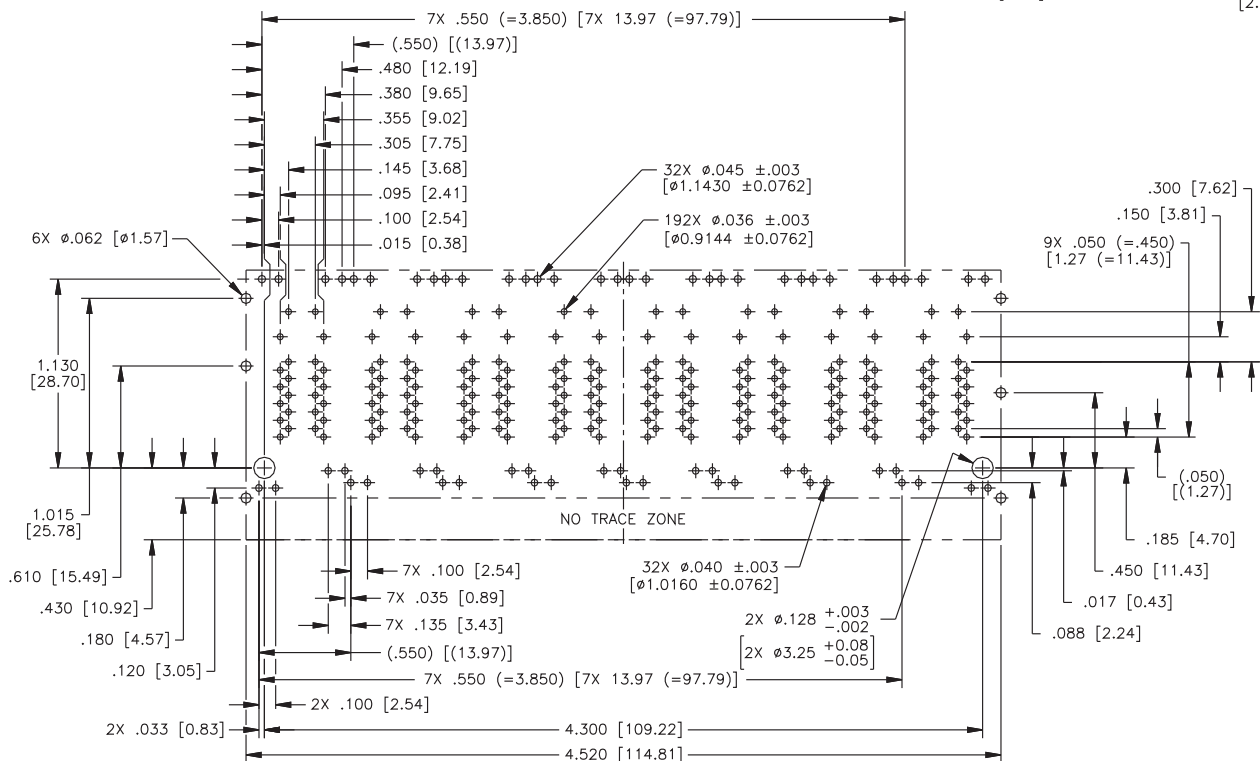 [2.
7X .550 (=3.850) [7X 13.97 (=97.79)]
(.550) [(13.97)]
.480 [12.19]
.380 [9.65]
.355 [9.02]
.305 [7.75]
.145 [3.68]
.095 [2.41]
.100 [2.54]
.015 [0.38]
6X ø.062 [ø1.57]
32X ø.045 ±.003
[ø1.1430 ±0.0762]
192X ø.036 ±.003
[ø0.9144 ±0.0762]
.300 [7.62]
.150 [3.81]
9X .050 (=.450)
[1.27 (=11.43)]
1.130
[28.70]
1.015
[25.78]
.610 [15.49]
.430 [10.92]
.180 [4.57]
.120 [3.05]
NO TRACE ZONE
(.050)
[(1.27)]
.185 [4.70]
.450 [11.43]
.017 [0.43]
.088 [2.24]
7X .100 [2.54]
7X .035 [0.89]
7X .135 [3.43]
(.550) [(13.97)]
32X ø.040 ±.003
[ø1.0160 ±0.0762]
2X ø.128 +.003
-.002
[2X ø3.25 +0.08
-0.05]
7X .550 (=3.850) [7X 13.97 (=97.79)]
2X .100 [2.54]
2X .033 [0.83]
4.300 [109.22]
4.520 [114.81]